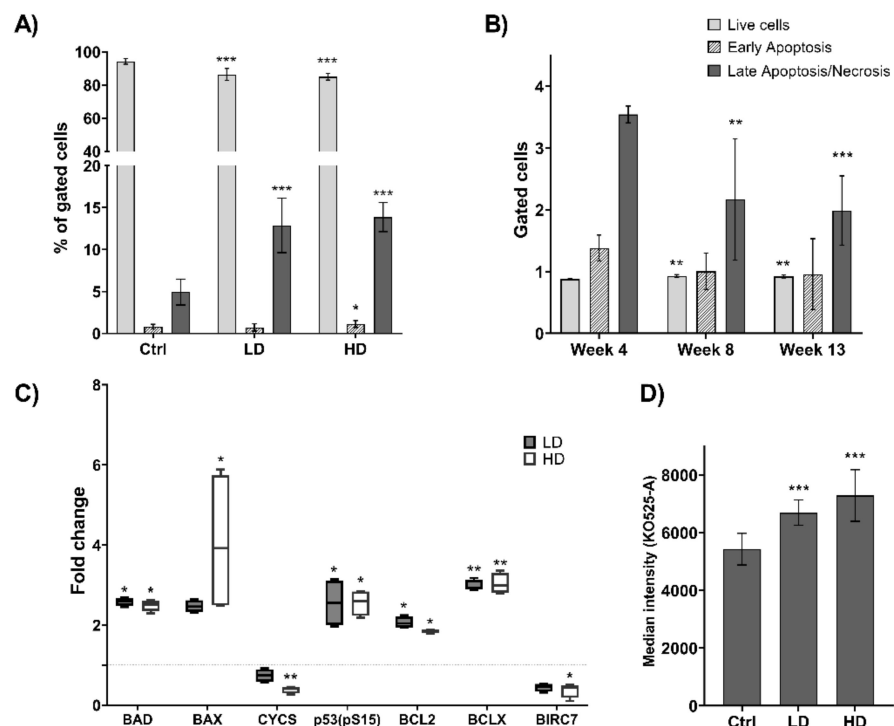 A)
% of gated cells
100
80
60
40
20
15
10
5
0
***
***
***
***
*
Ctrl
LD
HD
B)
Live cells
Early Apoptosis
Late Apoptosis/Necrosis
Gated cells
4
3
2
1
0
**
**
**
***
Week 4
Week 8
Week 13
C)
Fold change
8
6
4
2
0
LD
HD
*
*
*
**
*
*
*
*
**
**
*
BAD
BAX
CYCS
p53(pS15)
BCL2
BCLX
BIRC7
D)
Median intensity (KO525-A)
8000
6000
4000
2000
0
***
***
Ctrl
LD
HD